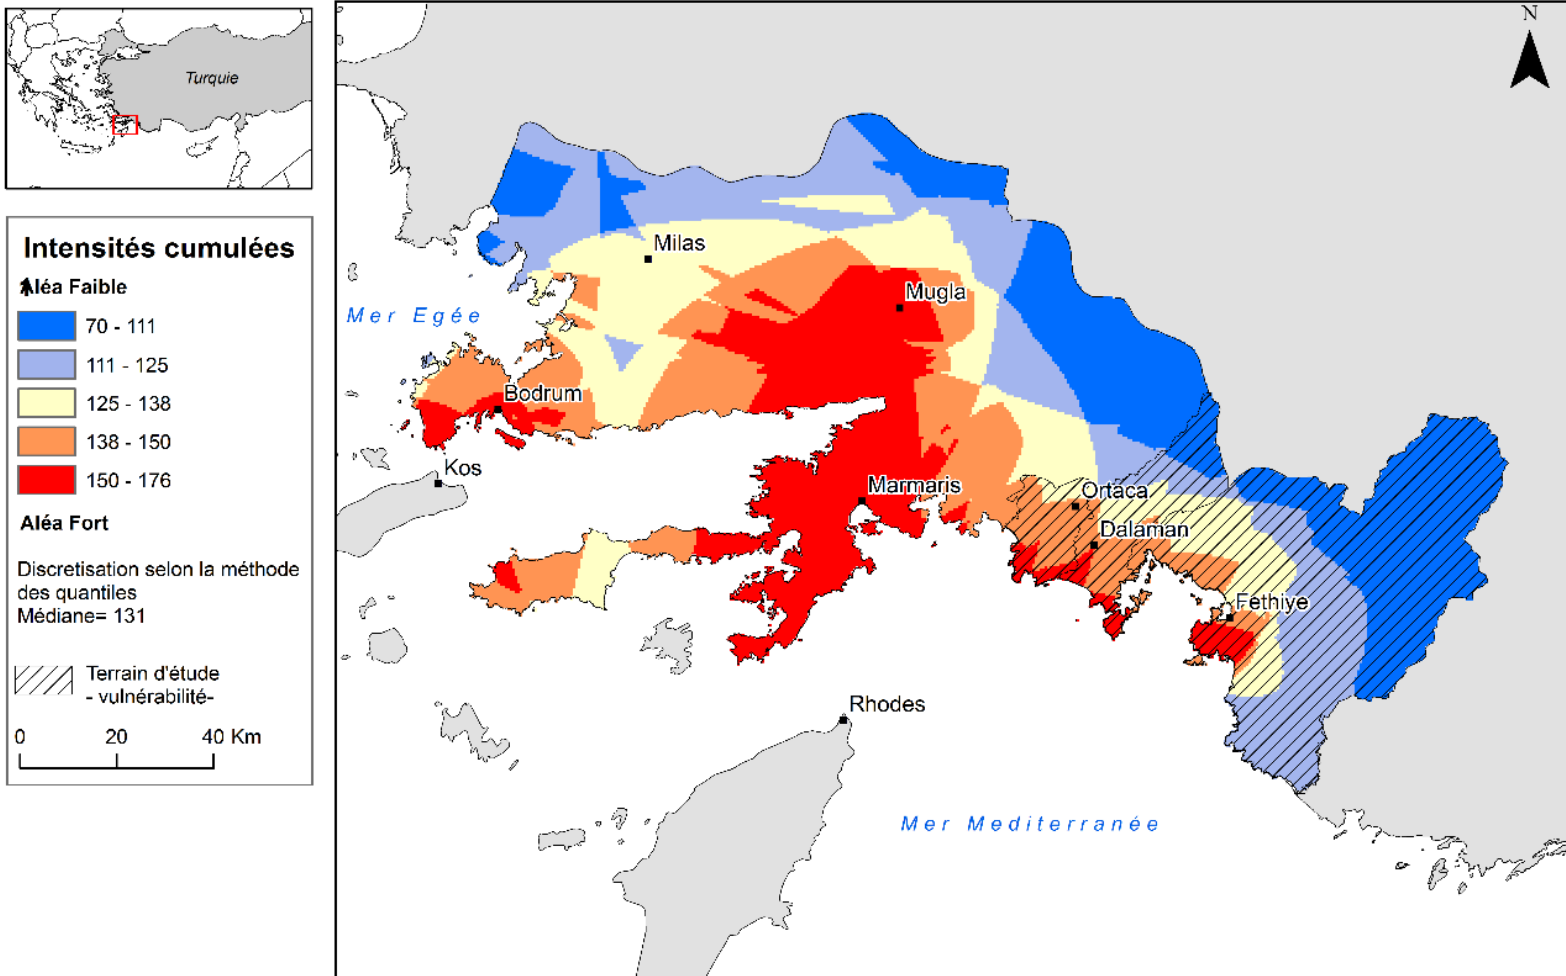 Turquie
Intensités cumulées
Aléa Faible
70 - 111
111 - 125
125 - 138
138 - 150
150 - 176
Aléa Fort
Discretisation selon la méthode
des quantiles
Médiane= 131
Terrain d'étude
- vulnérabilité-
0 20 40 Km
N
Milas
Mugla
Mer Egée
Bodrum
Kos
Marmaris
Ortaca
Dalaman
Fethiye
Rhodes
Mer Mediterranée